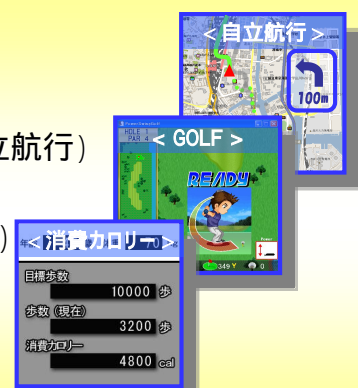 ＜自立航行＞
100m
立航行）
＜ GOLF ＞
HOLE 1
PAR 4
READY
349 Y
0
）
＜消費カロリー＞
目標歩数
10000 歩
歩数（現在）
3200 歩
消費カロリー
4800 cal